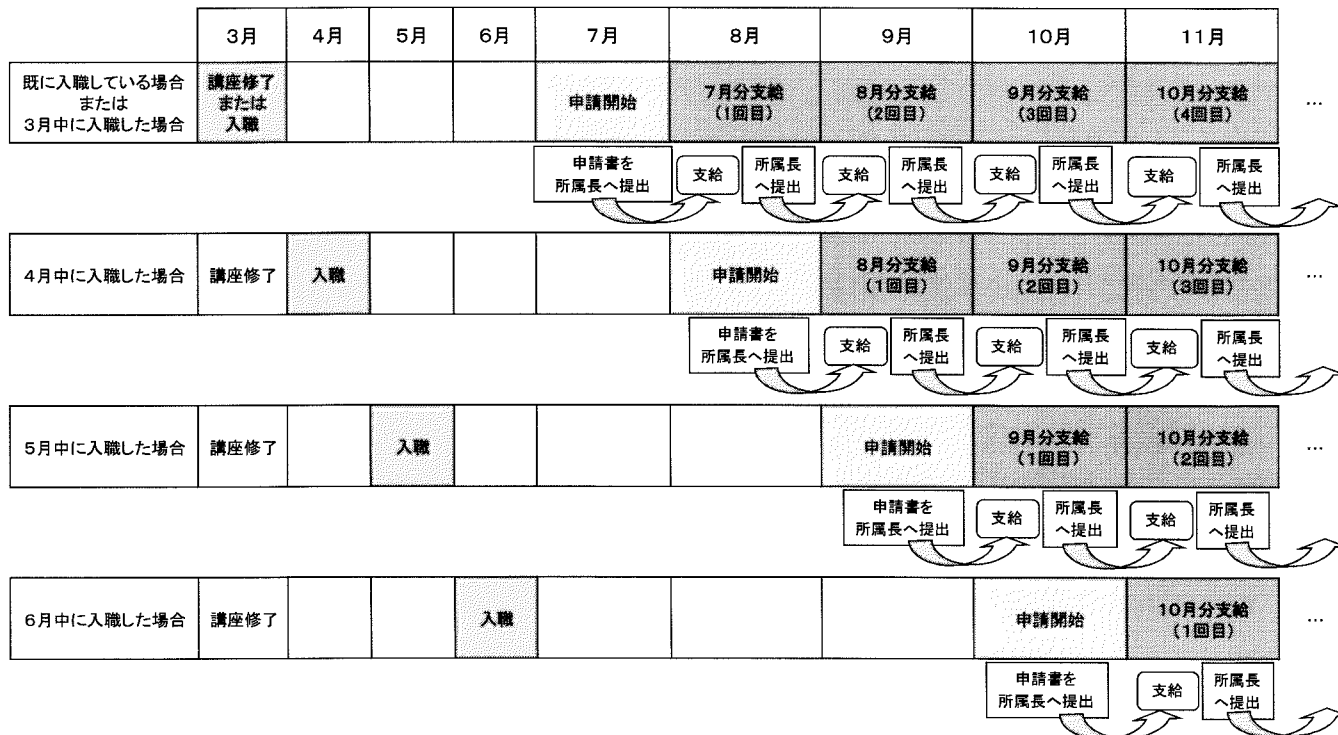 3月 4月 5月 6月 7月 8月 9月 10月 11月
既に入職している場合
または
3月中に入職した場合
講座修了
または
入職
申請開始
7月分支給
(1回目)
8月分支給
(2回目)
9月分支給
(3回目)
10月分支給
(4回目)
…
申請書を
所属長へ提出
支給
所属長
へ提出
支給
所属長
へ提出
支給
所属長
へ提出
支給
所属長
へ提出
4月中に入職した場合
講座修了
入職
申請開始
8月分支給
(1回目)
9月分支給
(2回目)
10月分支給
(3回目)
…
申請書を
所属長へ提出
支給
所属長
へ提出
支給
所属長
へ提出
支給
所属長
へ提出
5月中に入職した場合
講座修了
入職
申請開始
9月分支給
(1回目)
10月分支給
(2回目)
…
申請書を
所属長へ提出
支給
所属長
へ提出
支給
所属長
へ提出
6月中に入職した場合
講座修了
入職
申請開始
10月分支給
(1回目)
…
申請書を
所属長へ提出
支給
所属長
へ提出